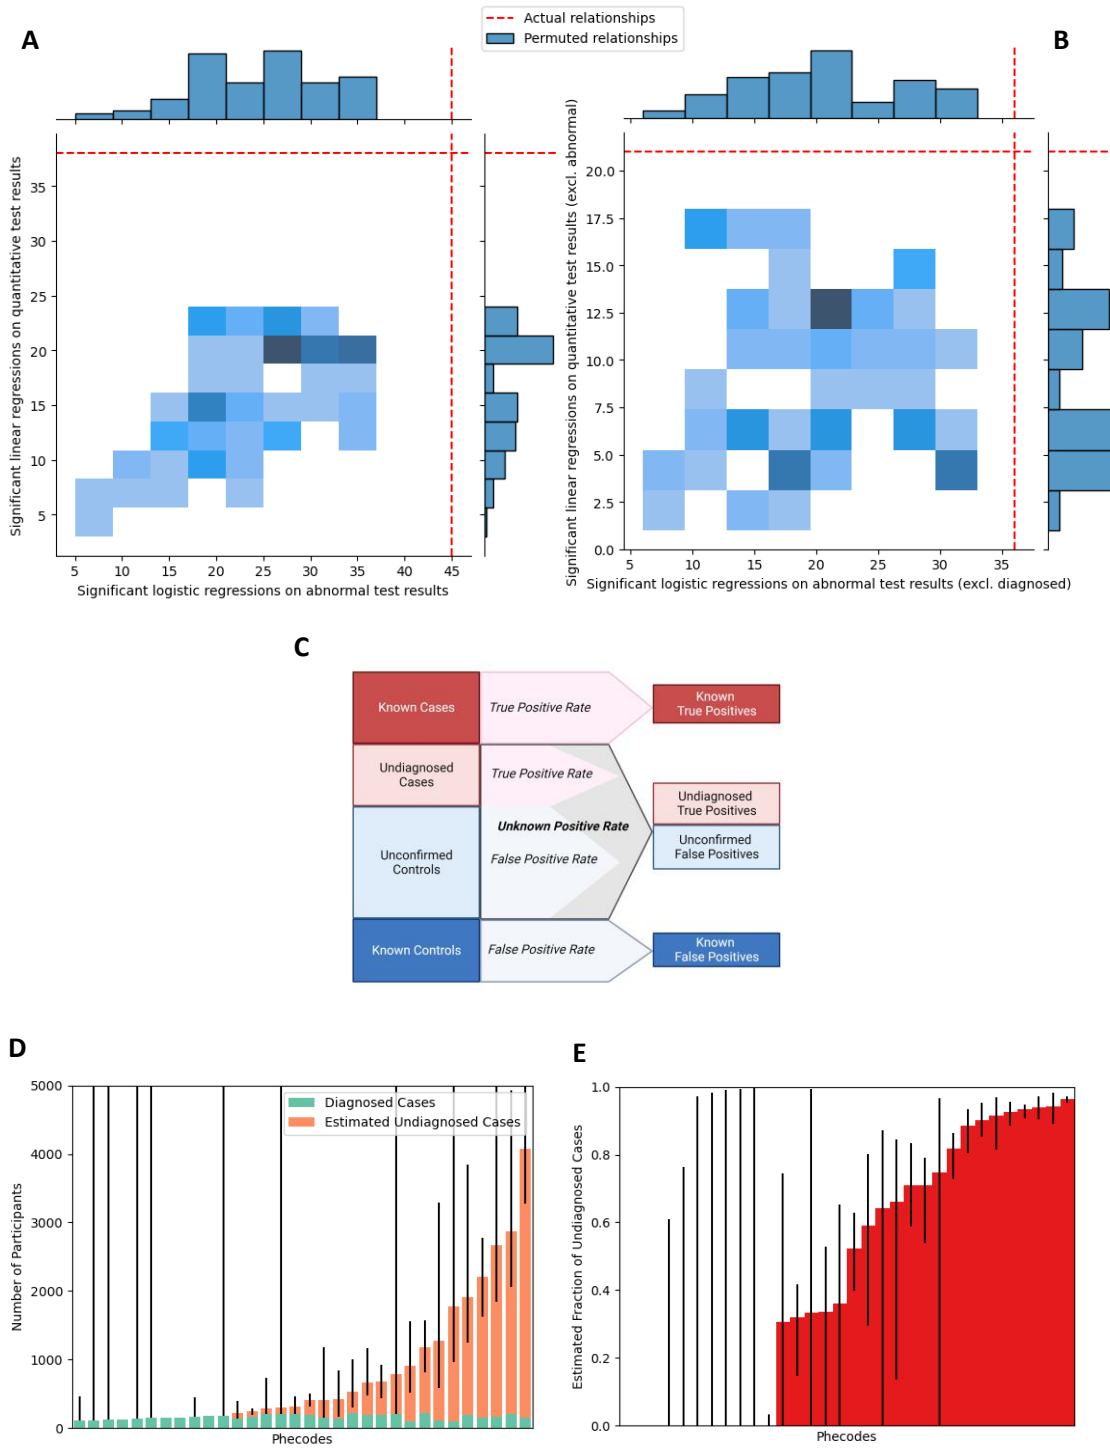 A
Actual relationships
Permuted relationships
B
Significant linear regressions on quantitative test results
35
30
25
20
15
10
5
5
10
15
20
25
30
35
40
45
Significant logistic regressions on abnormal test results
Significant linear regressions on quantitative test results (excl. abnormal)
20.0
17.5
15.0
12.5
10.0
7.5
5.0
2.5
0.0
5
10
15
20
25
30
35
Significant logistic regressions on abnormal test results (excl. diagnosed)
C
Known Cases
True Positive Rate
Known
True Positives
Undiagnosed
Cases
True Positive Rate
Undiagnosed
True Positives
Unknown Positive Rate
Unconfirmed
Controls
False Positive Rate
Unconfirmed
False Positives
Known Controls
False Positive Rate
Known
False Positives
D
Number of Participants
5000
4000
3000
2000
1000
0
Diagnosed Cases
Estimated Undiagnosed Cases
Phecodes
E
Estimated Fraction of Undiagnosed Cases
1.0
0.8
0.6
0.4
0.2
0.0
Phecodes